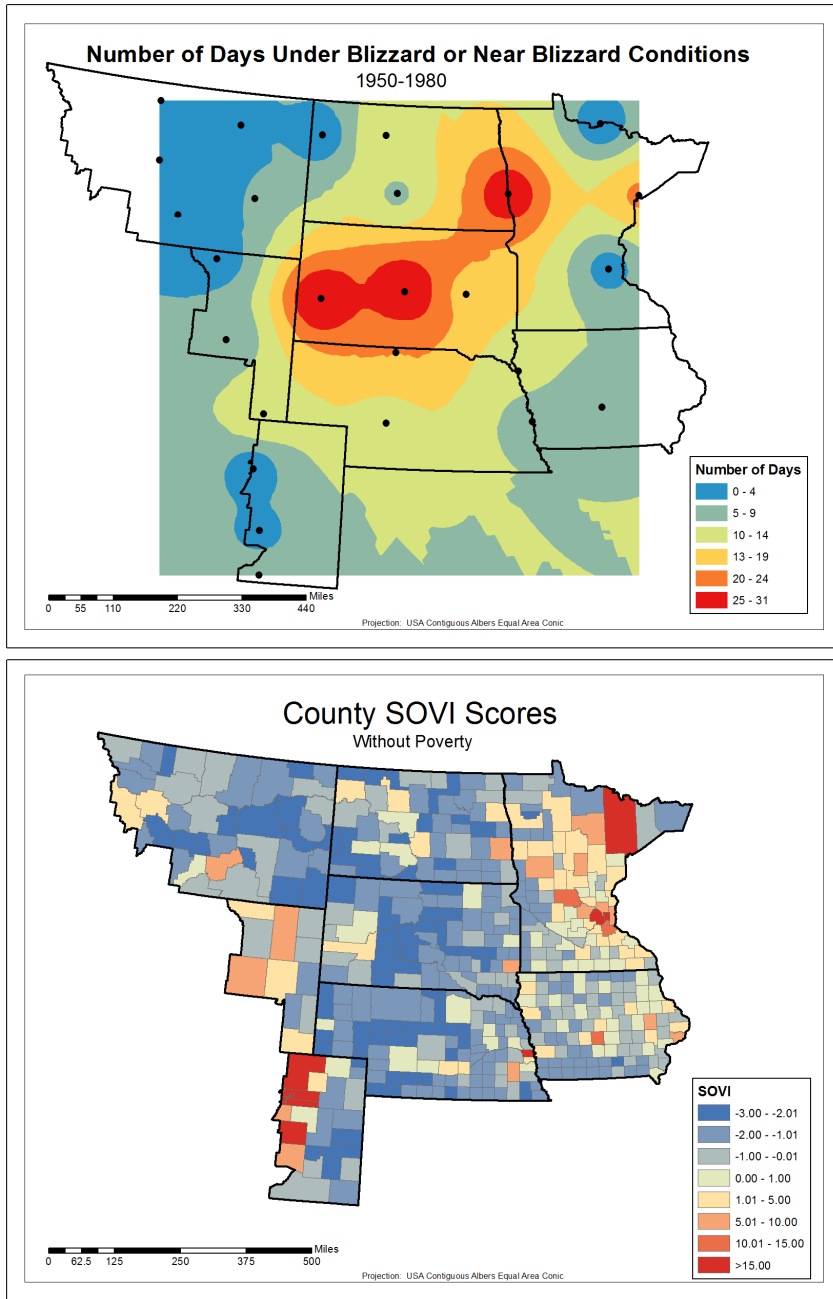 Number of Days Under Blizzard or Near Blizzard Conditions
1950-1980
Number of Days
0 - 4
5 - 9
10 - 14
13 - 19
20 - 24
25 - 31
Miles
0 55 110 220 330 440
Projection: USA Contiguous Albers Equal Area Conic
County SOVI Scores
Without Poverty
SOVI
-3.00 - -2.01
-2.00 - -1.01
-1.00 - -0.01
0.00 - 1.00
1.01 - 5.00
5.01 - 10.00
10.01 - 15.00
>15.00
Miles
0 62.5 125 250 375 500
Projection: USA Contiguous Albers Equal Area Conic